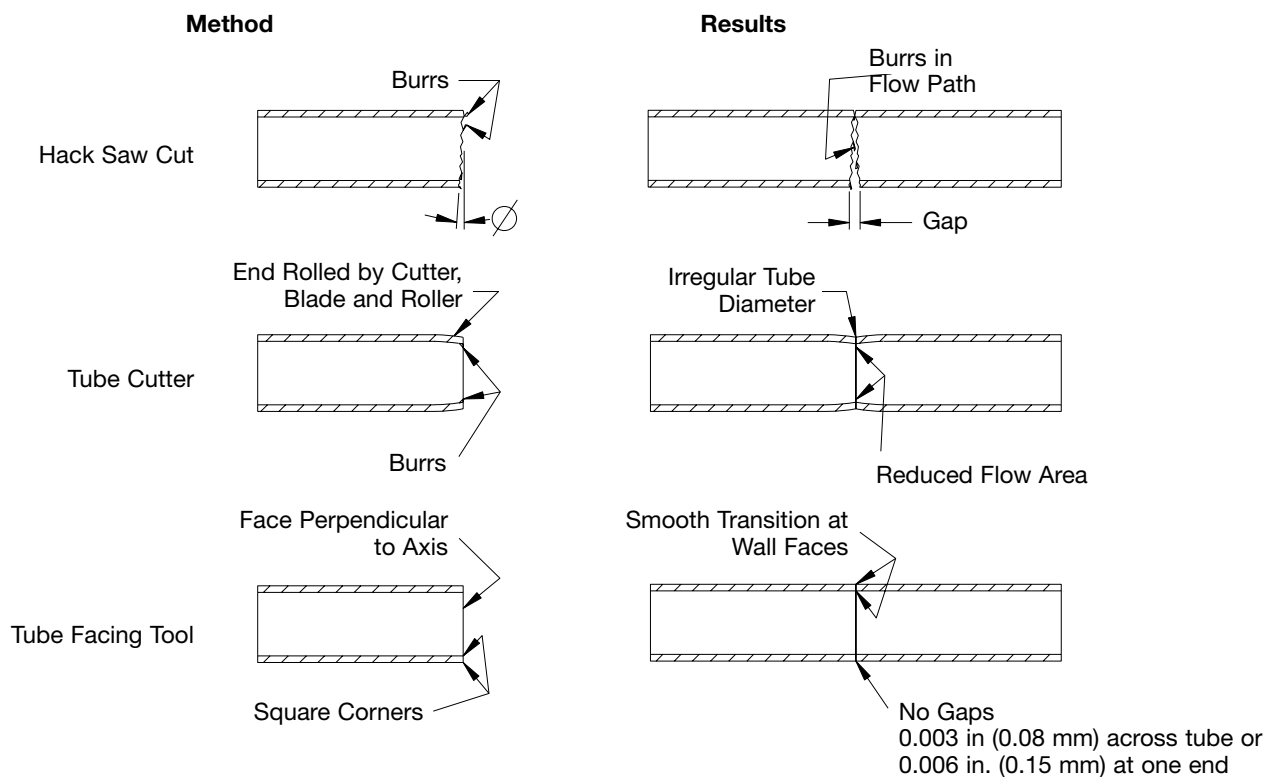 Method
Results
Hack Saw Cut
Burrs
Burrs in
Flow Path
Gap
Tube Cutter
End Rolled by Cutter,
Blade and Roller
Burrs
Irregular Tube
Diameter
Reduced Flow Area
Tube Facing Tool
Face Perpendicular
to Axis
Square Corners
Smooth Transition at
Wall Faces
No Gaps
0.003 in (0.08 mm) across tube or
0.006 in. (0.15 mm) at one end